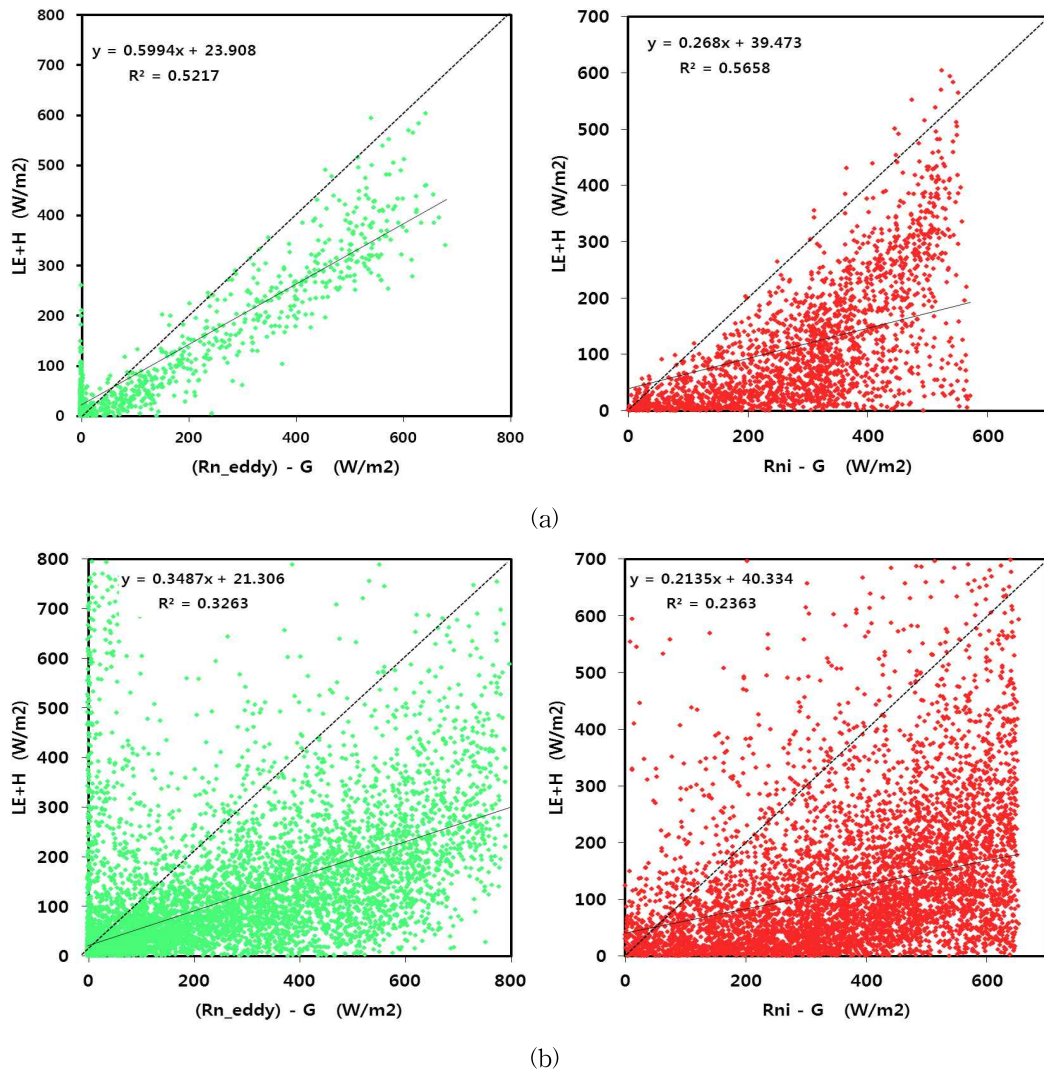 y = 0.5994x + 23.908
R² = 0.5217
800
700
600
500
400
300
200
100
0
LE+H (W/m2)
0 200 400 600 800
(Rn_eddy) - G (W/m2)
y = 0.268x + 39.473
R² = 0.5658
700
600
500
400
300
200
100
0
LE+H (W/m2)
0 200 400 600
Rni - G (W/m2)
(a)
y = 0.3487x + 21.306
R² = 0.3263
800
700
600
500
400
300
200
100
0
LE+H (W/m2)
0 200 400 600 800
(Rn_eddy) - G (W/m2)
y = 0.2135x + 40.334
R² = 0.2363
700
600
500
400
300
200
100
0
LE+H (W/m2)
0 200 400 600
Rni - G (W/m2)
(b)